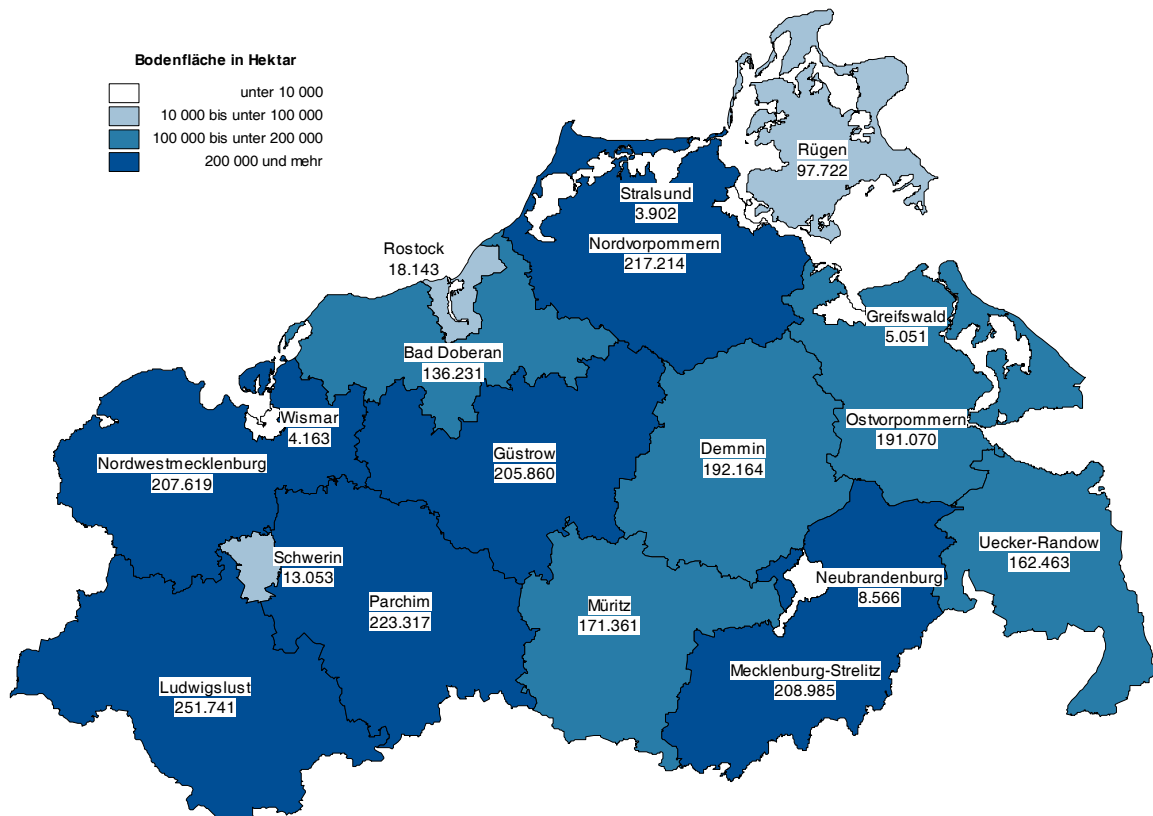 Bodenfläche in Hektar
unter 10 000
10 000 bis unter 100 000
100 000 bis unter 200 000
200 000 und mehr
Rügen
97.722
Stralsund
3.902
Nordvorpommern
217.214
Rostock
18.143
Greifswald
5.051
Bad Doberan
136.231
Wismar
4.163
Ostvorpommern
191.070
Nordwestmecklenburg
207.619
Güstrow
205.860
Demmin
192.164
Schwerin
13.053
Uecker-Randow
162.463
Neubrandenburg
8.566
Parchim
223.317
Müritz
171.361
Mecklenburg-Strelitz
208.985
Ludwigslust
251.741